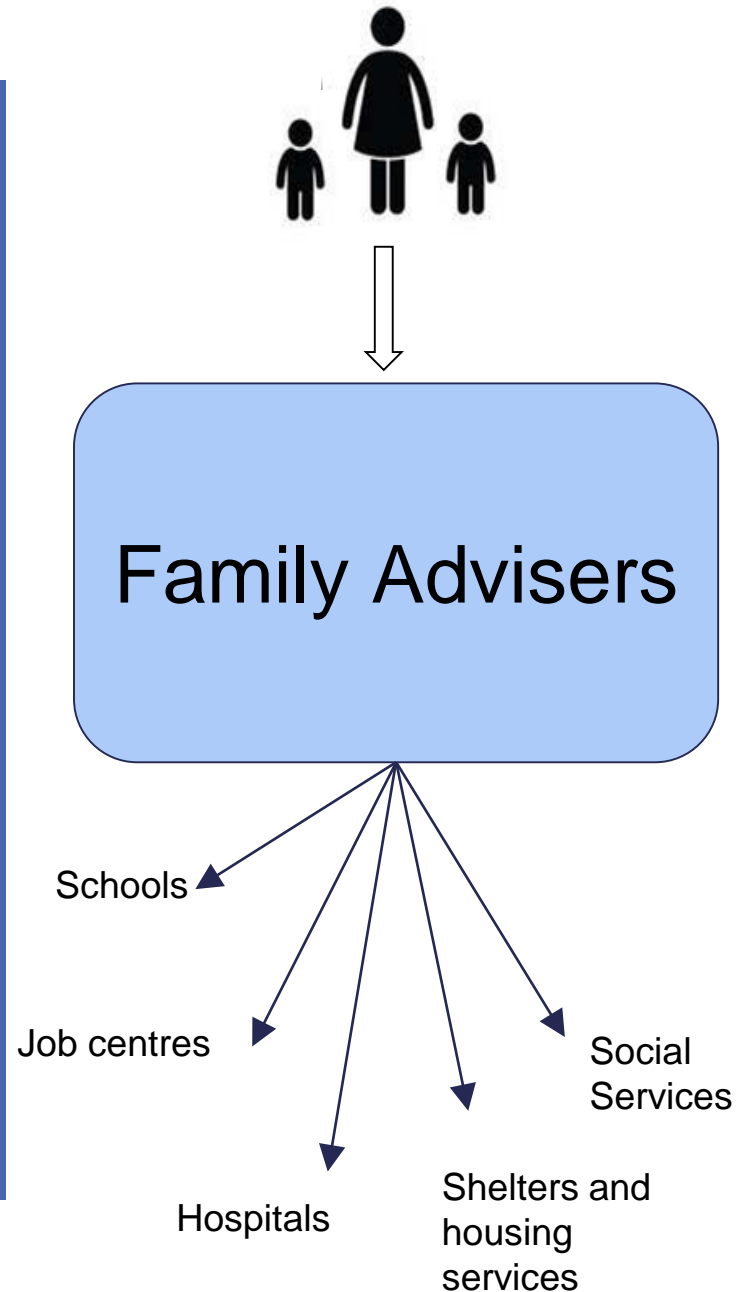 Family Advisers
Schools
Job centres
Social
Services
Hospitals
Shelters and
housing
services